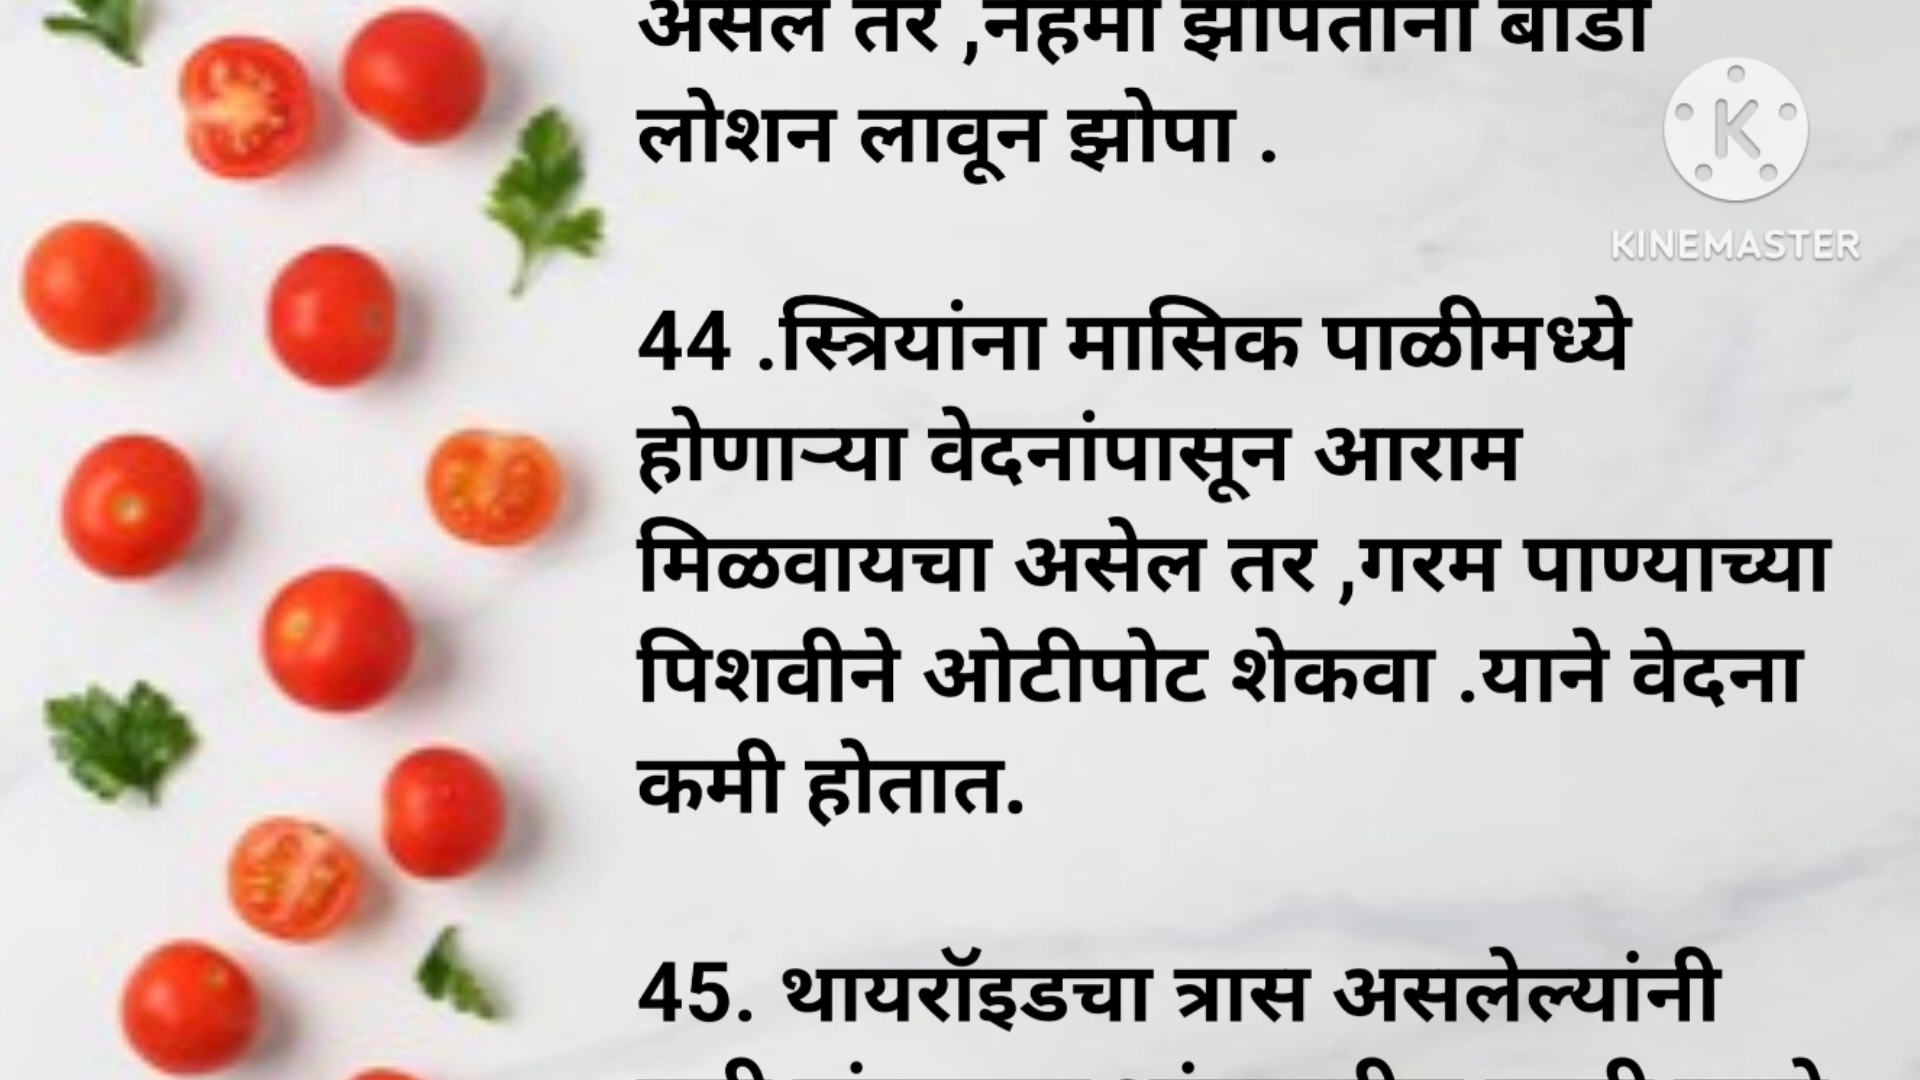 असेल तर ,नेहमी झोपताना बॉडी
लोशन लावून झोपा .
KINEMASTER
44 .स्त्रियांना मासिक पाळीमध्ये
होणाऱ्या वेदनांपासून आराम
मिळवायचा असेल तर ,गरम पाण्याच्या
पिशवीने ओटीपोट शेकवा .याने वेदना
कमी होतात.
45. थायरॉइडचा त्रास असलेल्यांनी